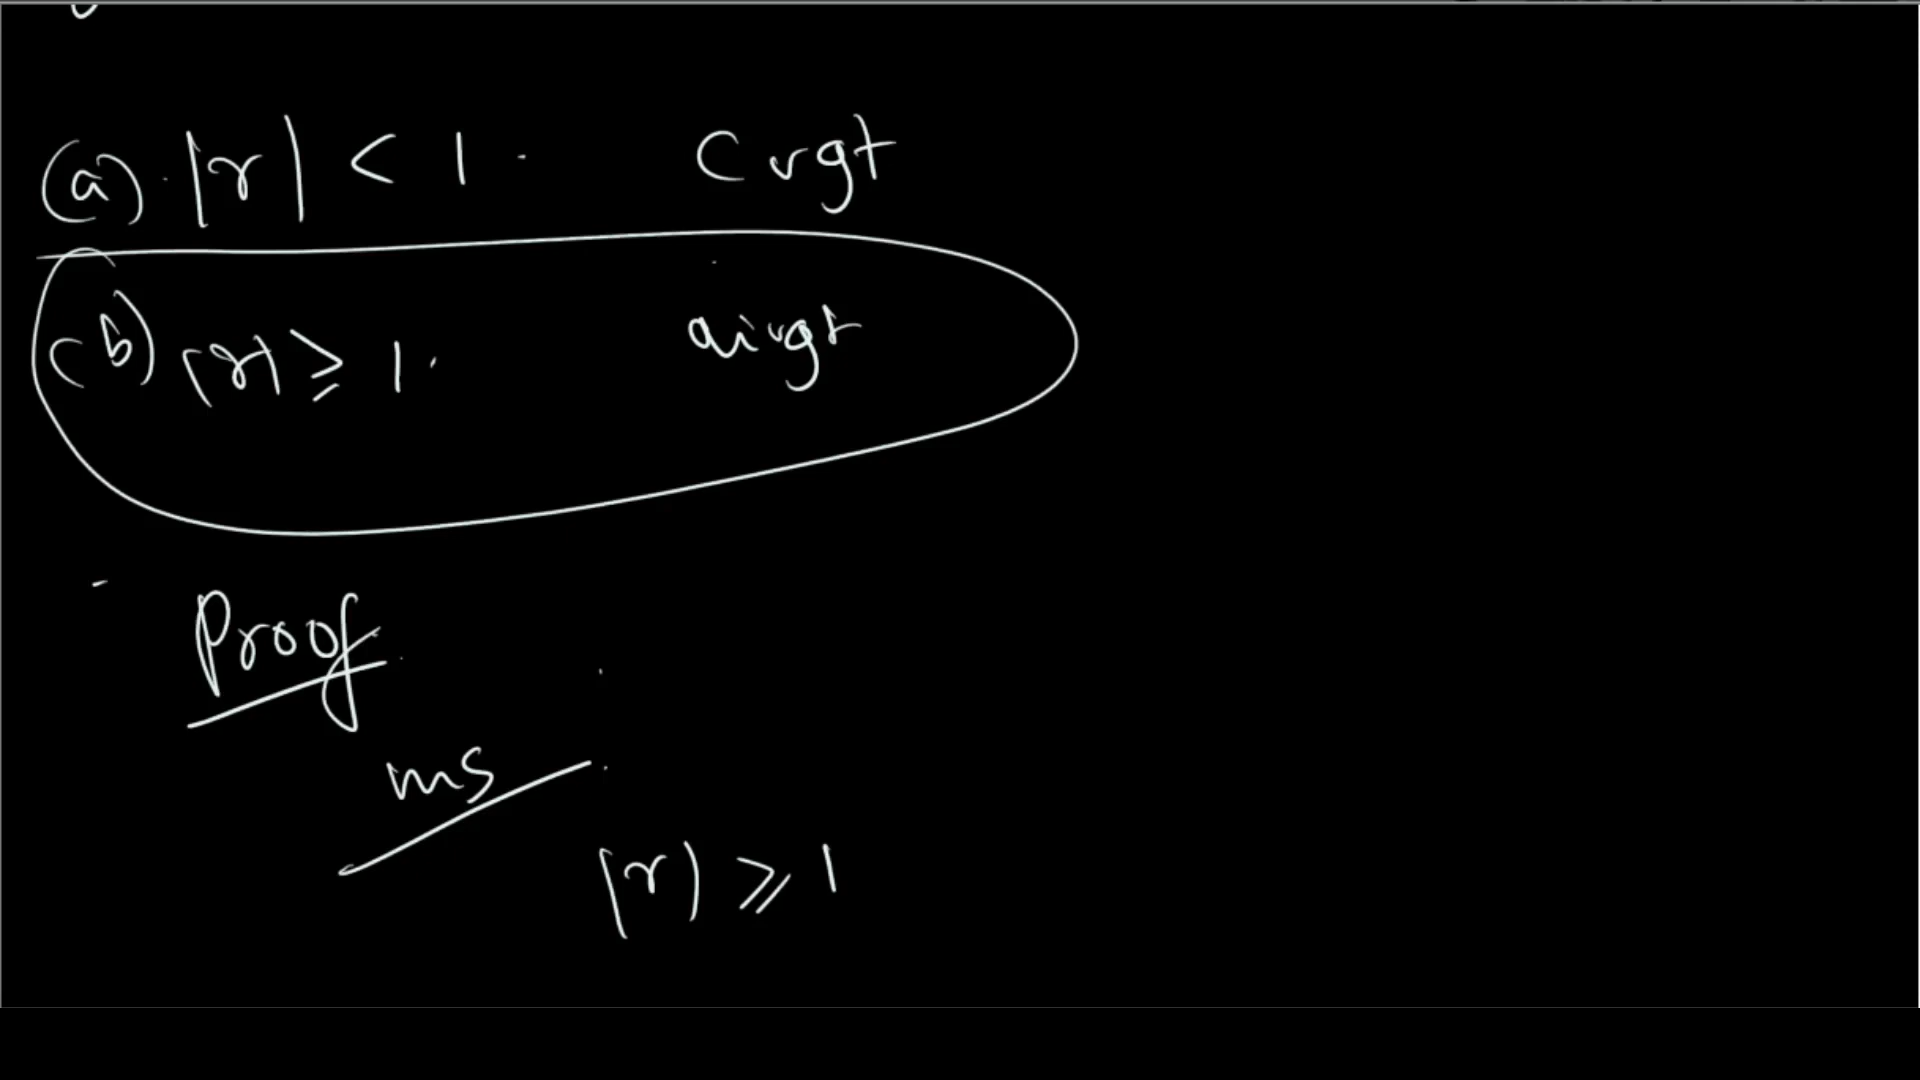 (a). |r| < 1. Cvgt
(b) |r| ≥ 1. divgt
Proof
ms
|r| ≥ 1